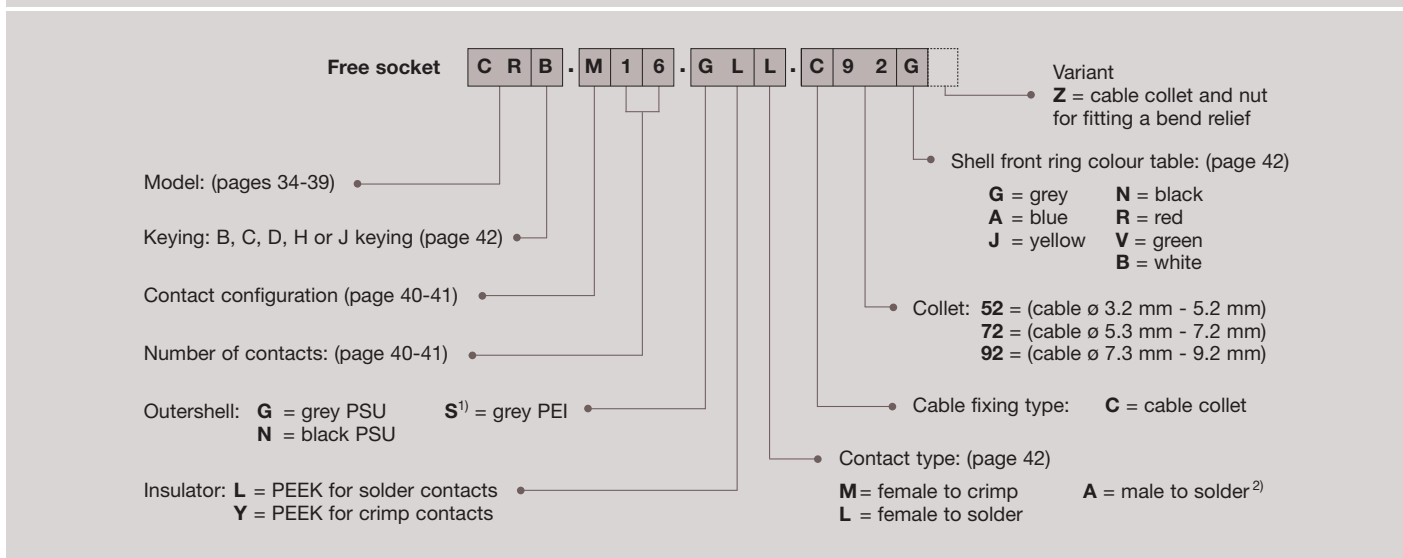 Free socket CRB.M16.GLL.C92G
Variant
Z = cable collet and nut
for fitting a bend relief
Model: (pages 34-39)
Keying: B, C, D, H or J keying (page 42)
Contact configuration (page 40-41)
Number of contacts: (page 40-41)
Outershell: G = grey PSU S1) = grey PEI
N = black PSU
Insulator: L = PEEK for solder contacts
Y = PEEK for crimp contacts
Shell front ring colour table: (page 42)
G = grey N = black
A = blue R = red
J = yellow V = green
B = white
Collet: 52 = (cable ø 3.2 mm - 5.2 mm)
72 = (cable ø 5.3 mm - 7.2 mm)
92 = (cable ø 7.3 mm - 9.2 mm)
Cable fixing type: C = cable collet
Contact type: (page 42)
M = female to crimp A = male to solder 2)
L = female to solder